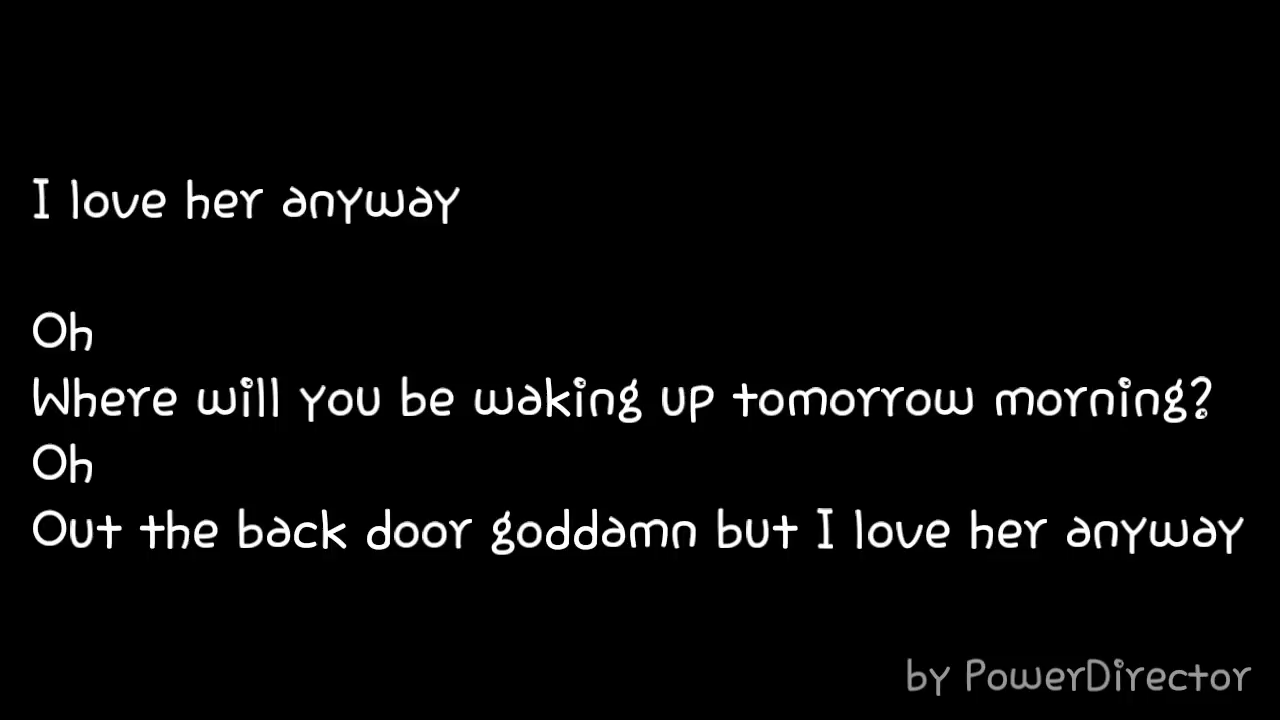 I love her anyway
Oh
Where will you be waking up tomorrow morning?
Oh
Out the back door goddamn but I love her anyway
by PowerDirector